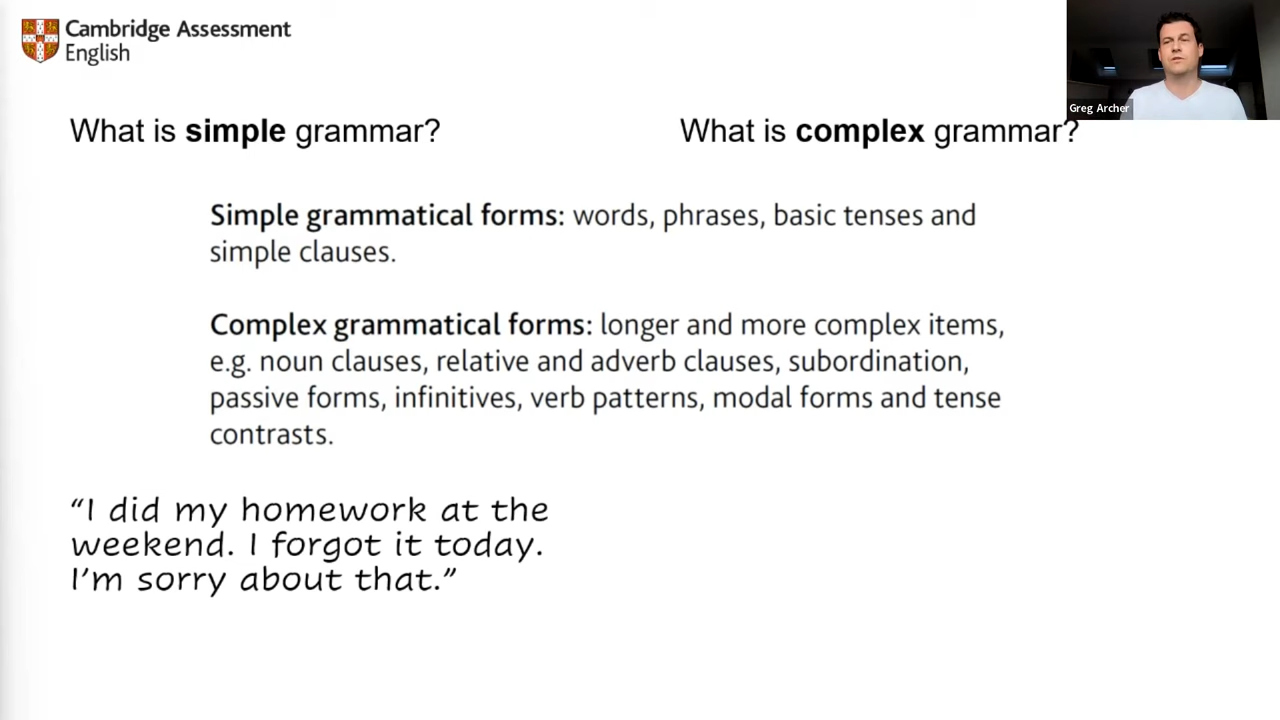 Cambridge Assessment
English
Greg Archer
What is simple grammar?
What is complex grammar?
Simple grammatical forms: words, phrases, basic tenses and
simple clauses.
Complex grammatical forms: longer and more complex items,
e.g. noun clauses, relative and adverb clauses, subordination,
passive forms, infinitives, verb patterns, modal forms and tense
contrasts.
“I did my homework at the
weekend. I forgot it today.
I’m sorry about that.”